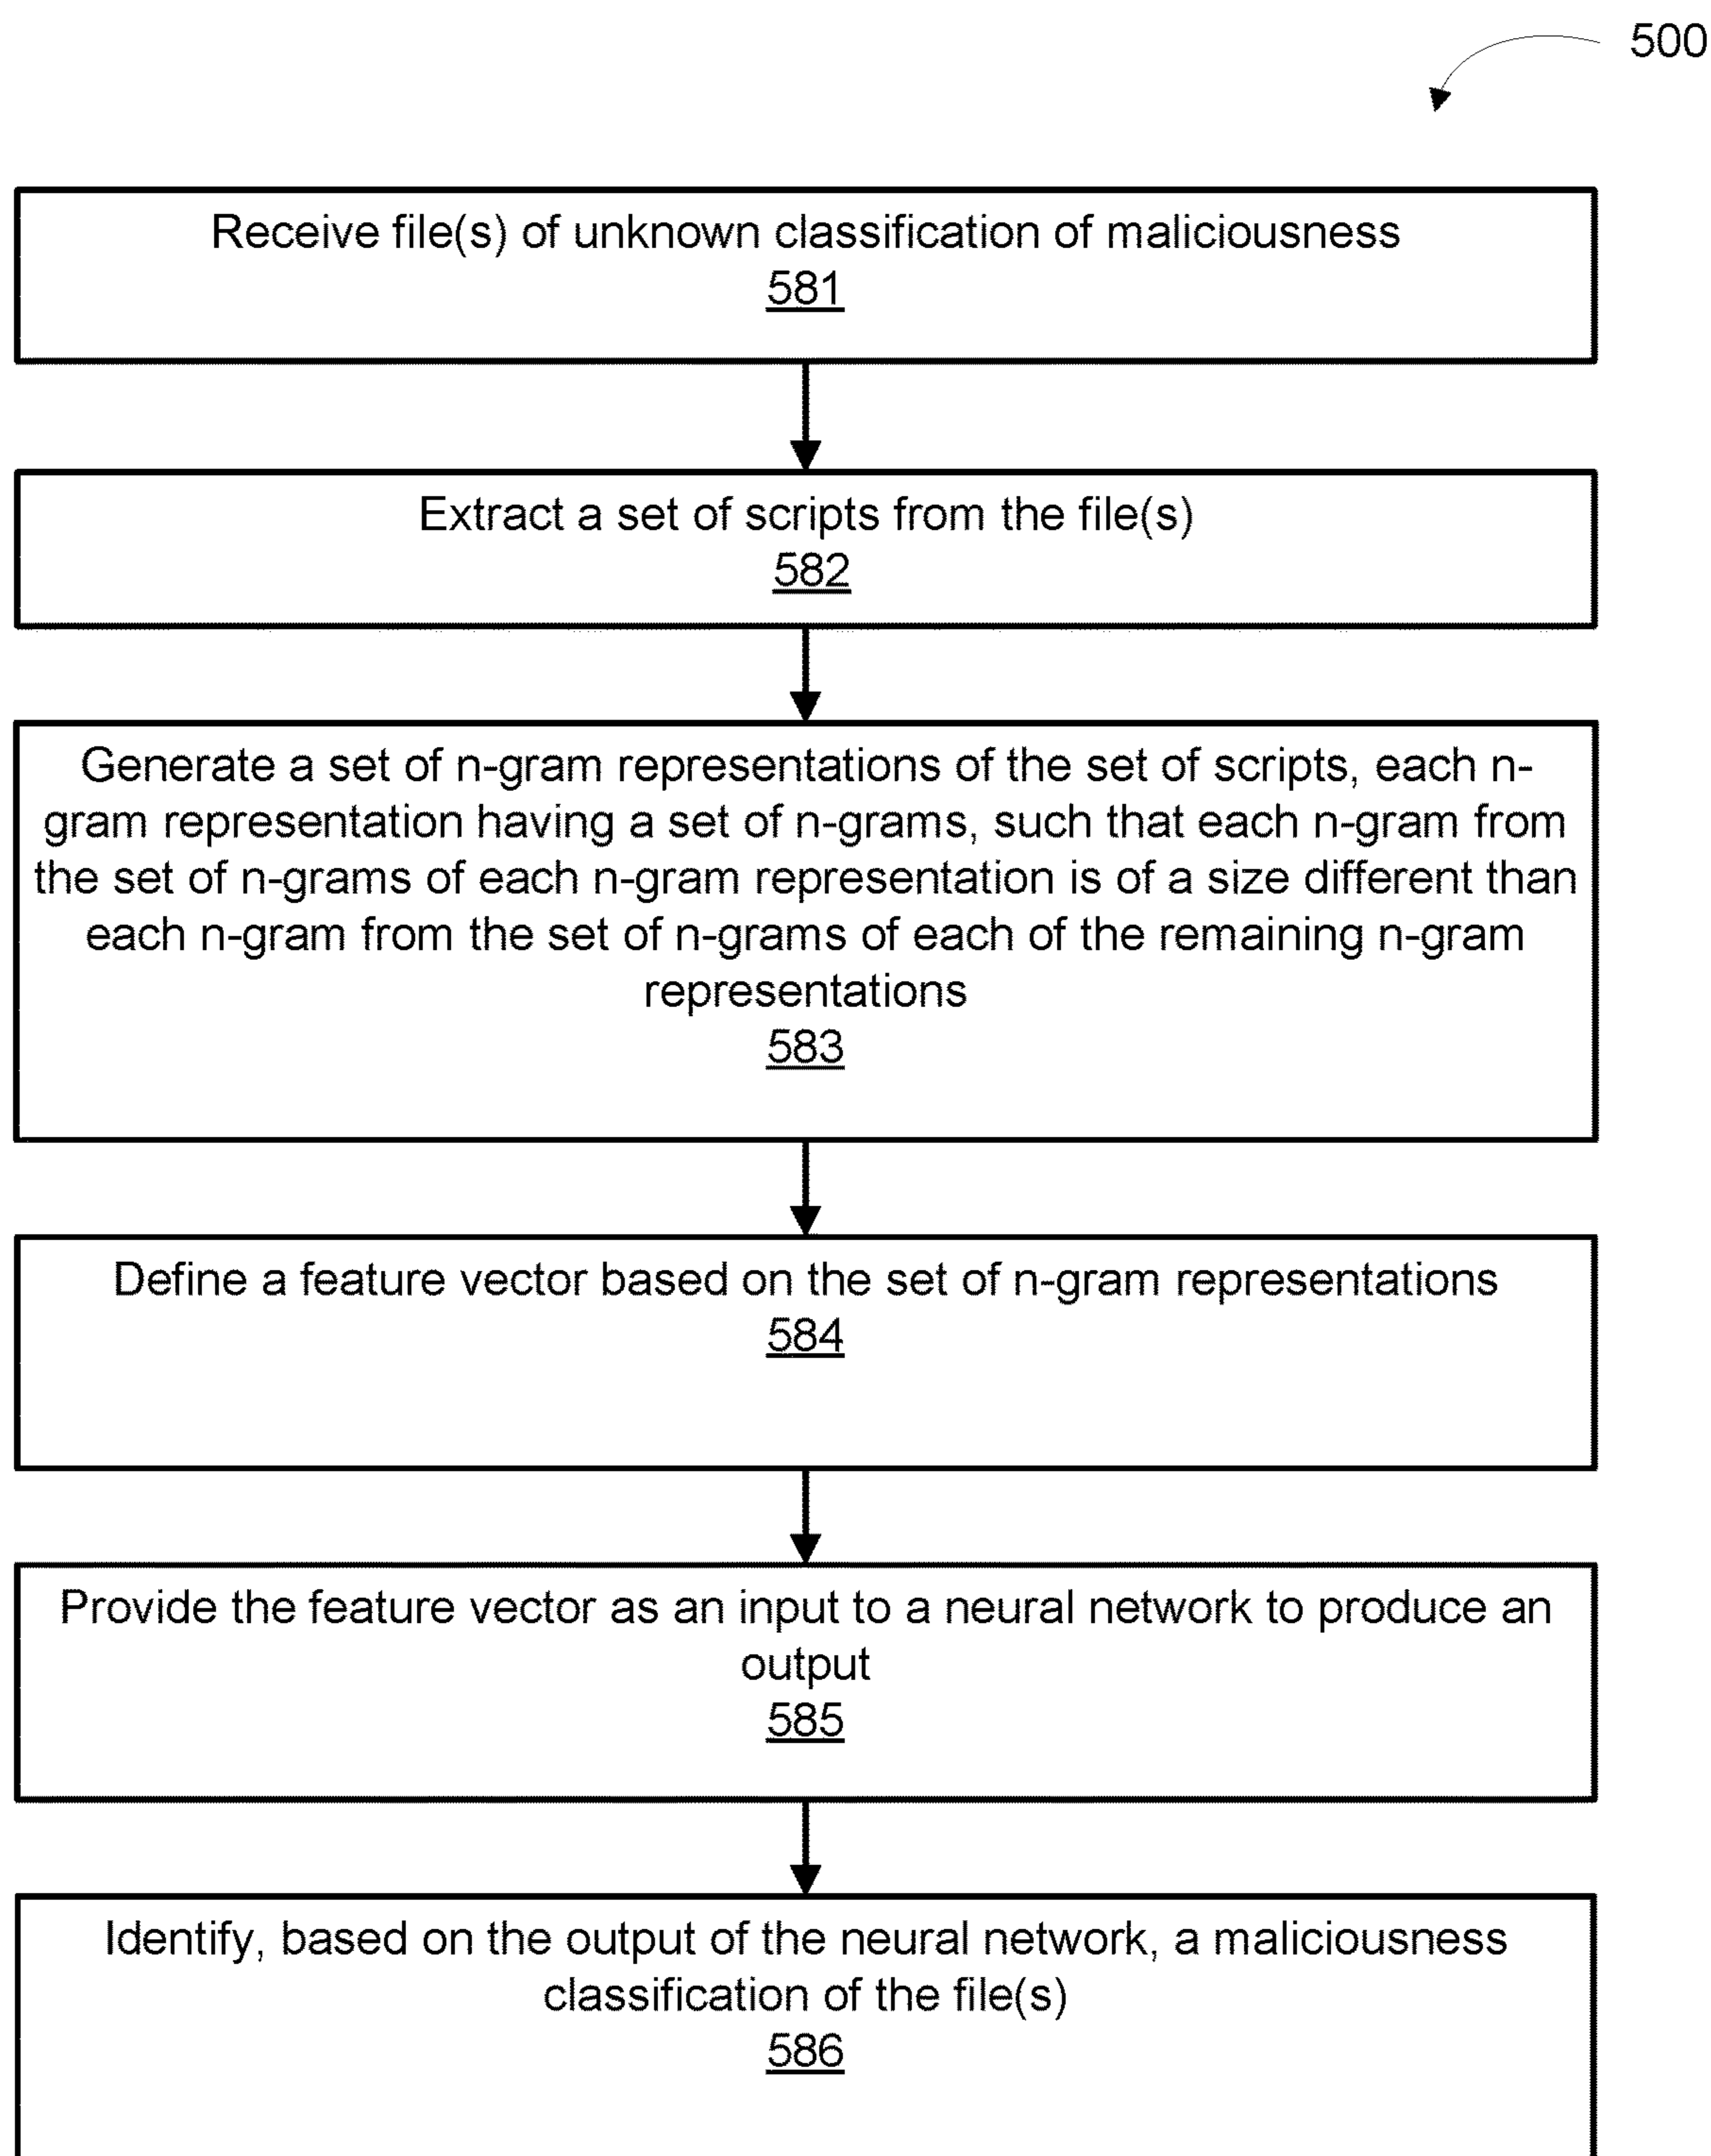 500
Receive file(s) of unknown classification of maliciousness
581
Extract a set of scripts from the file(s)
582
Generate a set of n-gram representations of the set of scripts, each n-
gram representation having a set of n-grams, such that each n-gram from
the set of n-grams of each n-gram representation is of a size different than
each n-gram from the set of n-grams of each of the remaining n-gram
representations
583
Define a feature vector based on the set of n-gram representations
584
Provide the feature vector as an input to a neural network to produce an
output
585
Identify, based on the output of the neural network, a maliciousness
classification of the file(s)
586